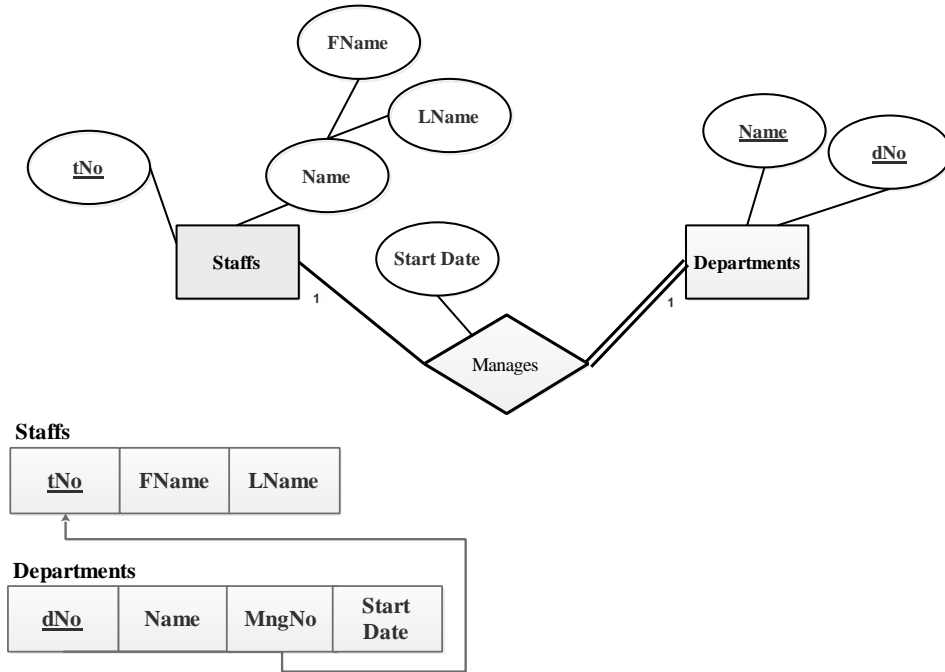 FName
LName
Name
tNo
Name
dNo
Staffs
Start Date
Departments
1
1
Manages
Staffs
tNo FName LName
Departments
dNo Name MngNo Start
Date